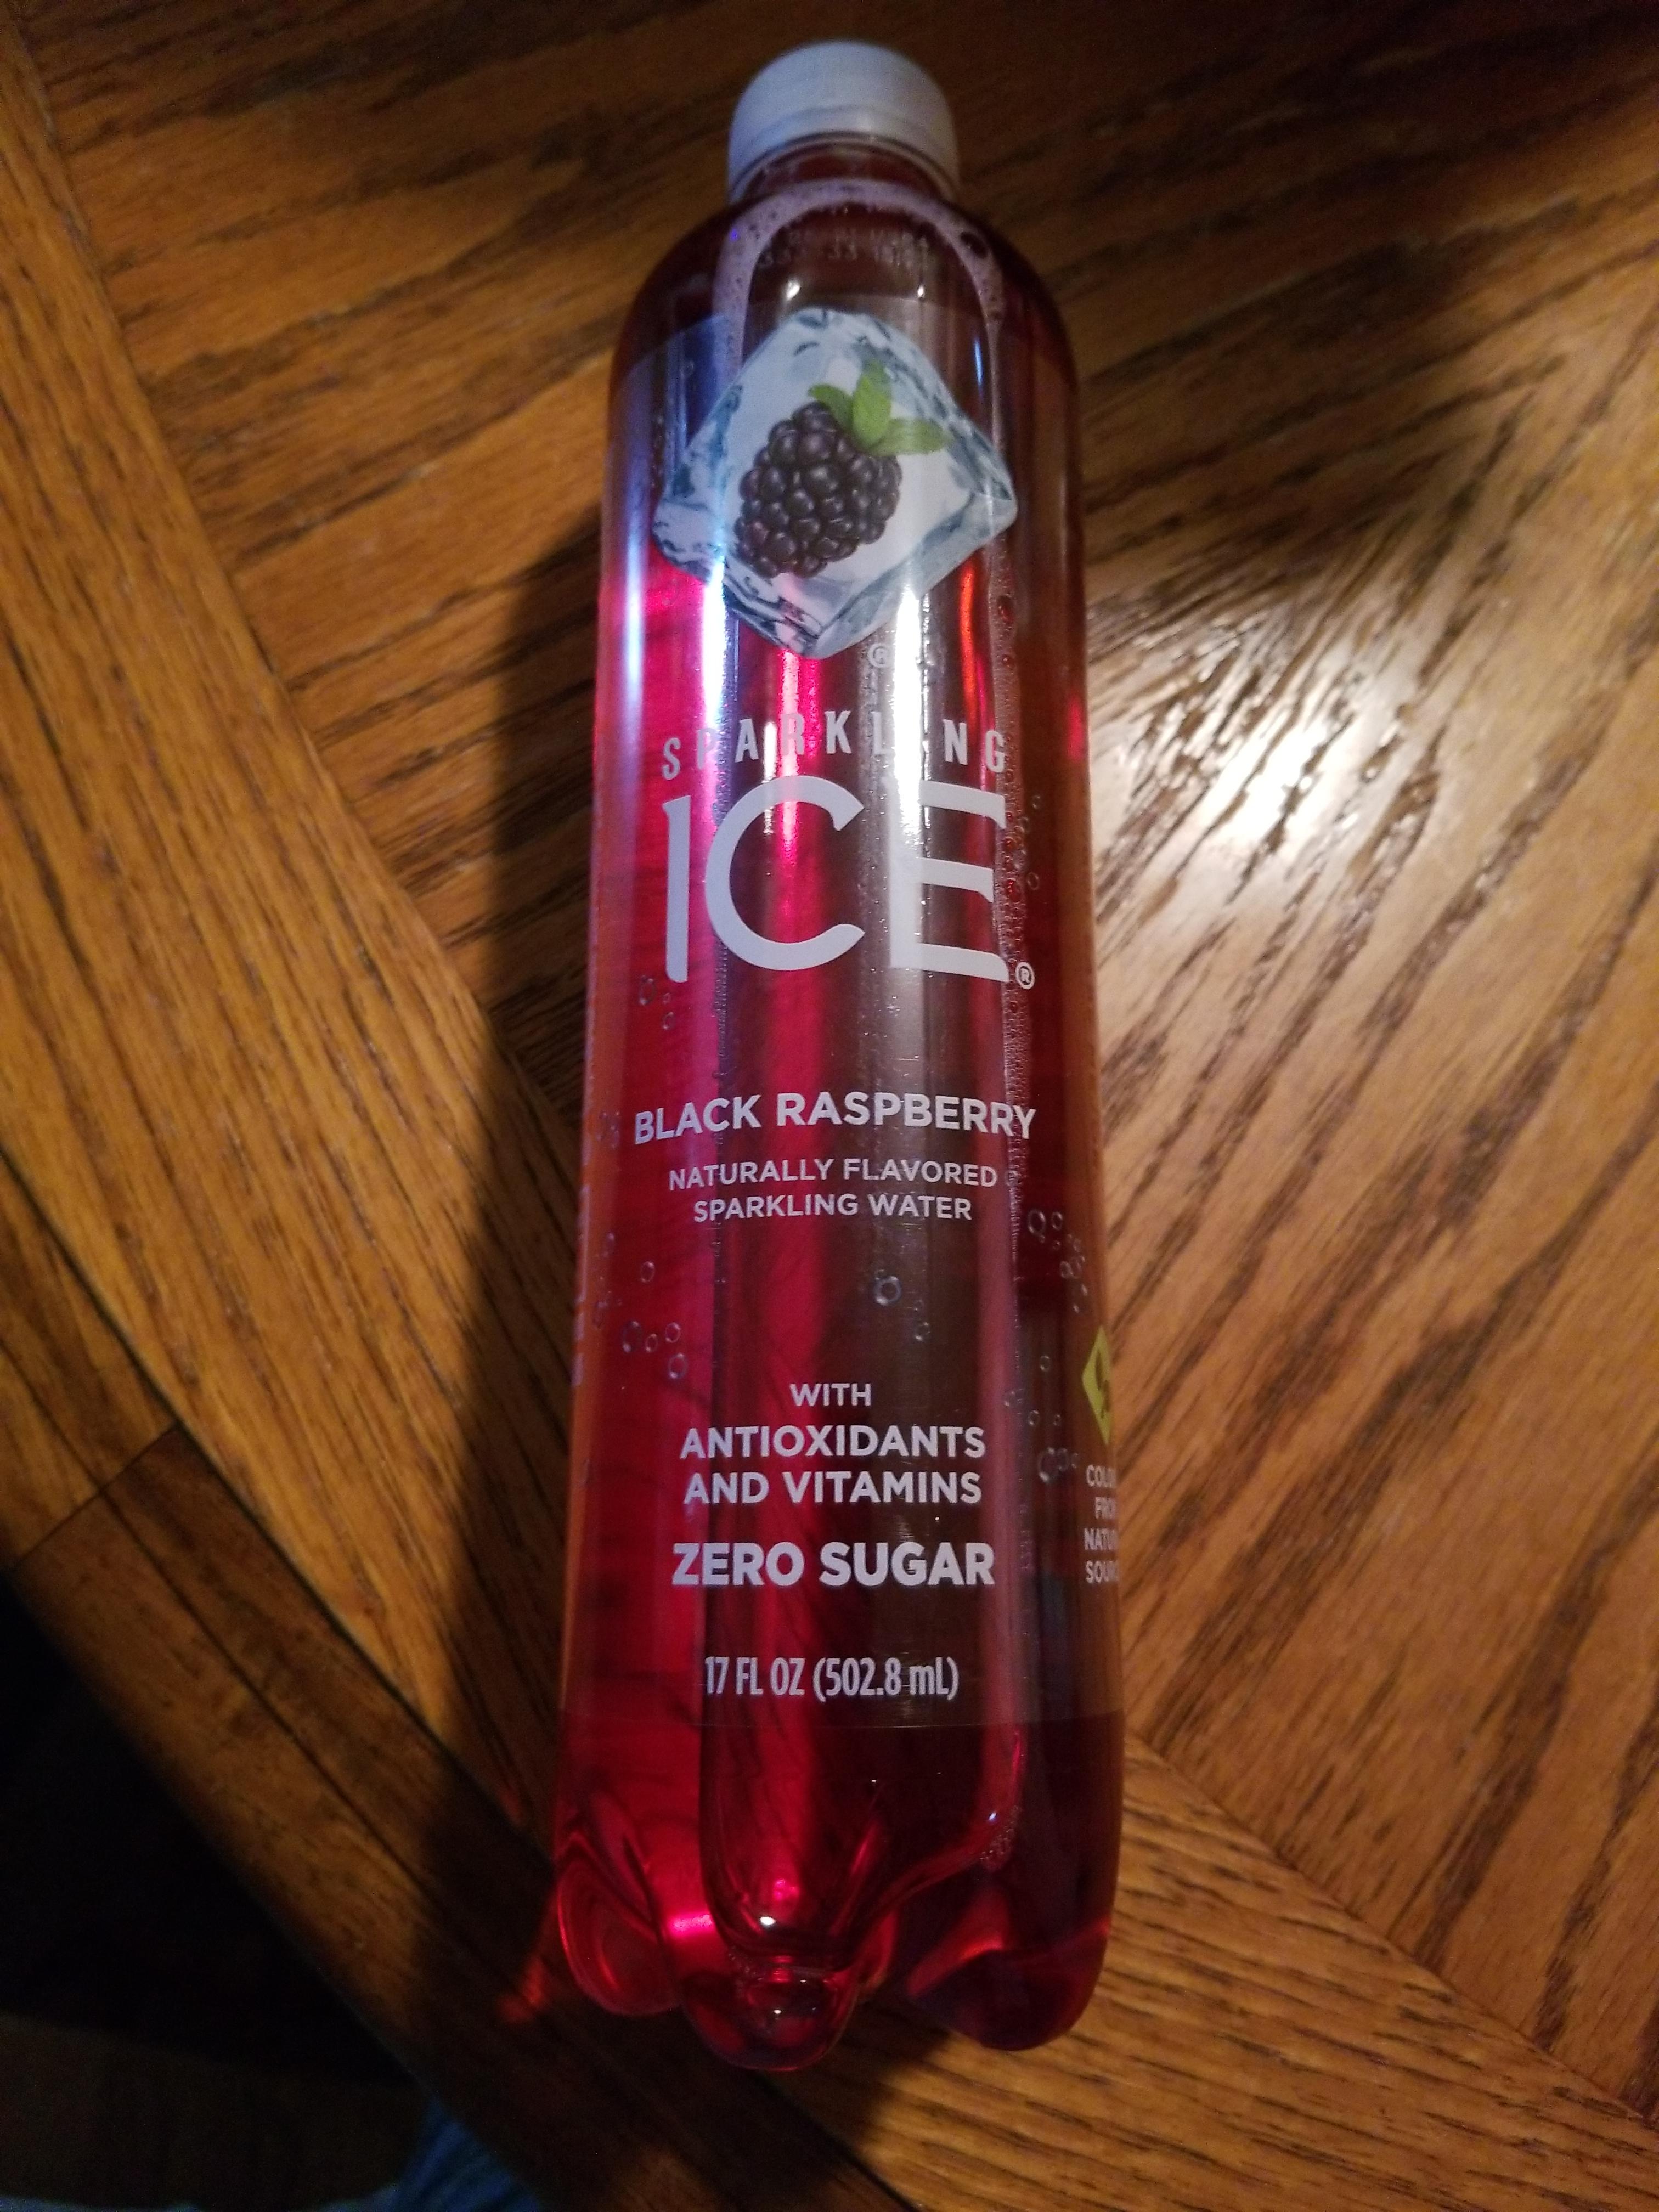 ®
SPARKLING
ICE®
BLACK RASPBERRY
NATURALLY FLAVORED
SPARKLING WATER
WITH
ANTIOXIDANTS
AND VITAMINS
ZERO SUGAR
17 FL OZ (502.8 mL)